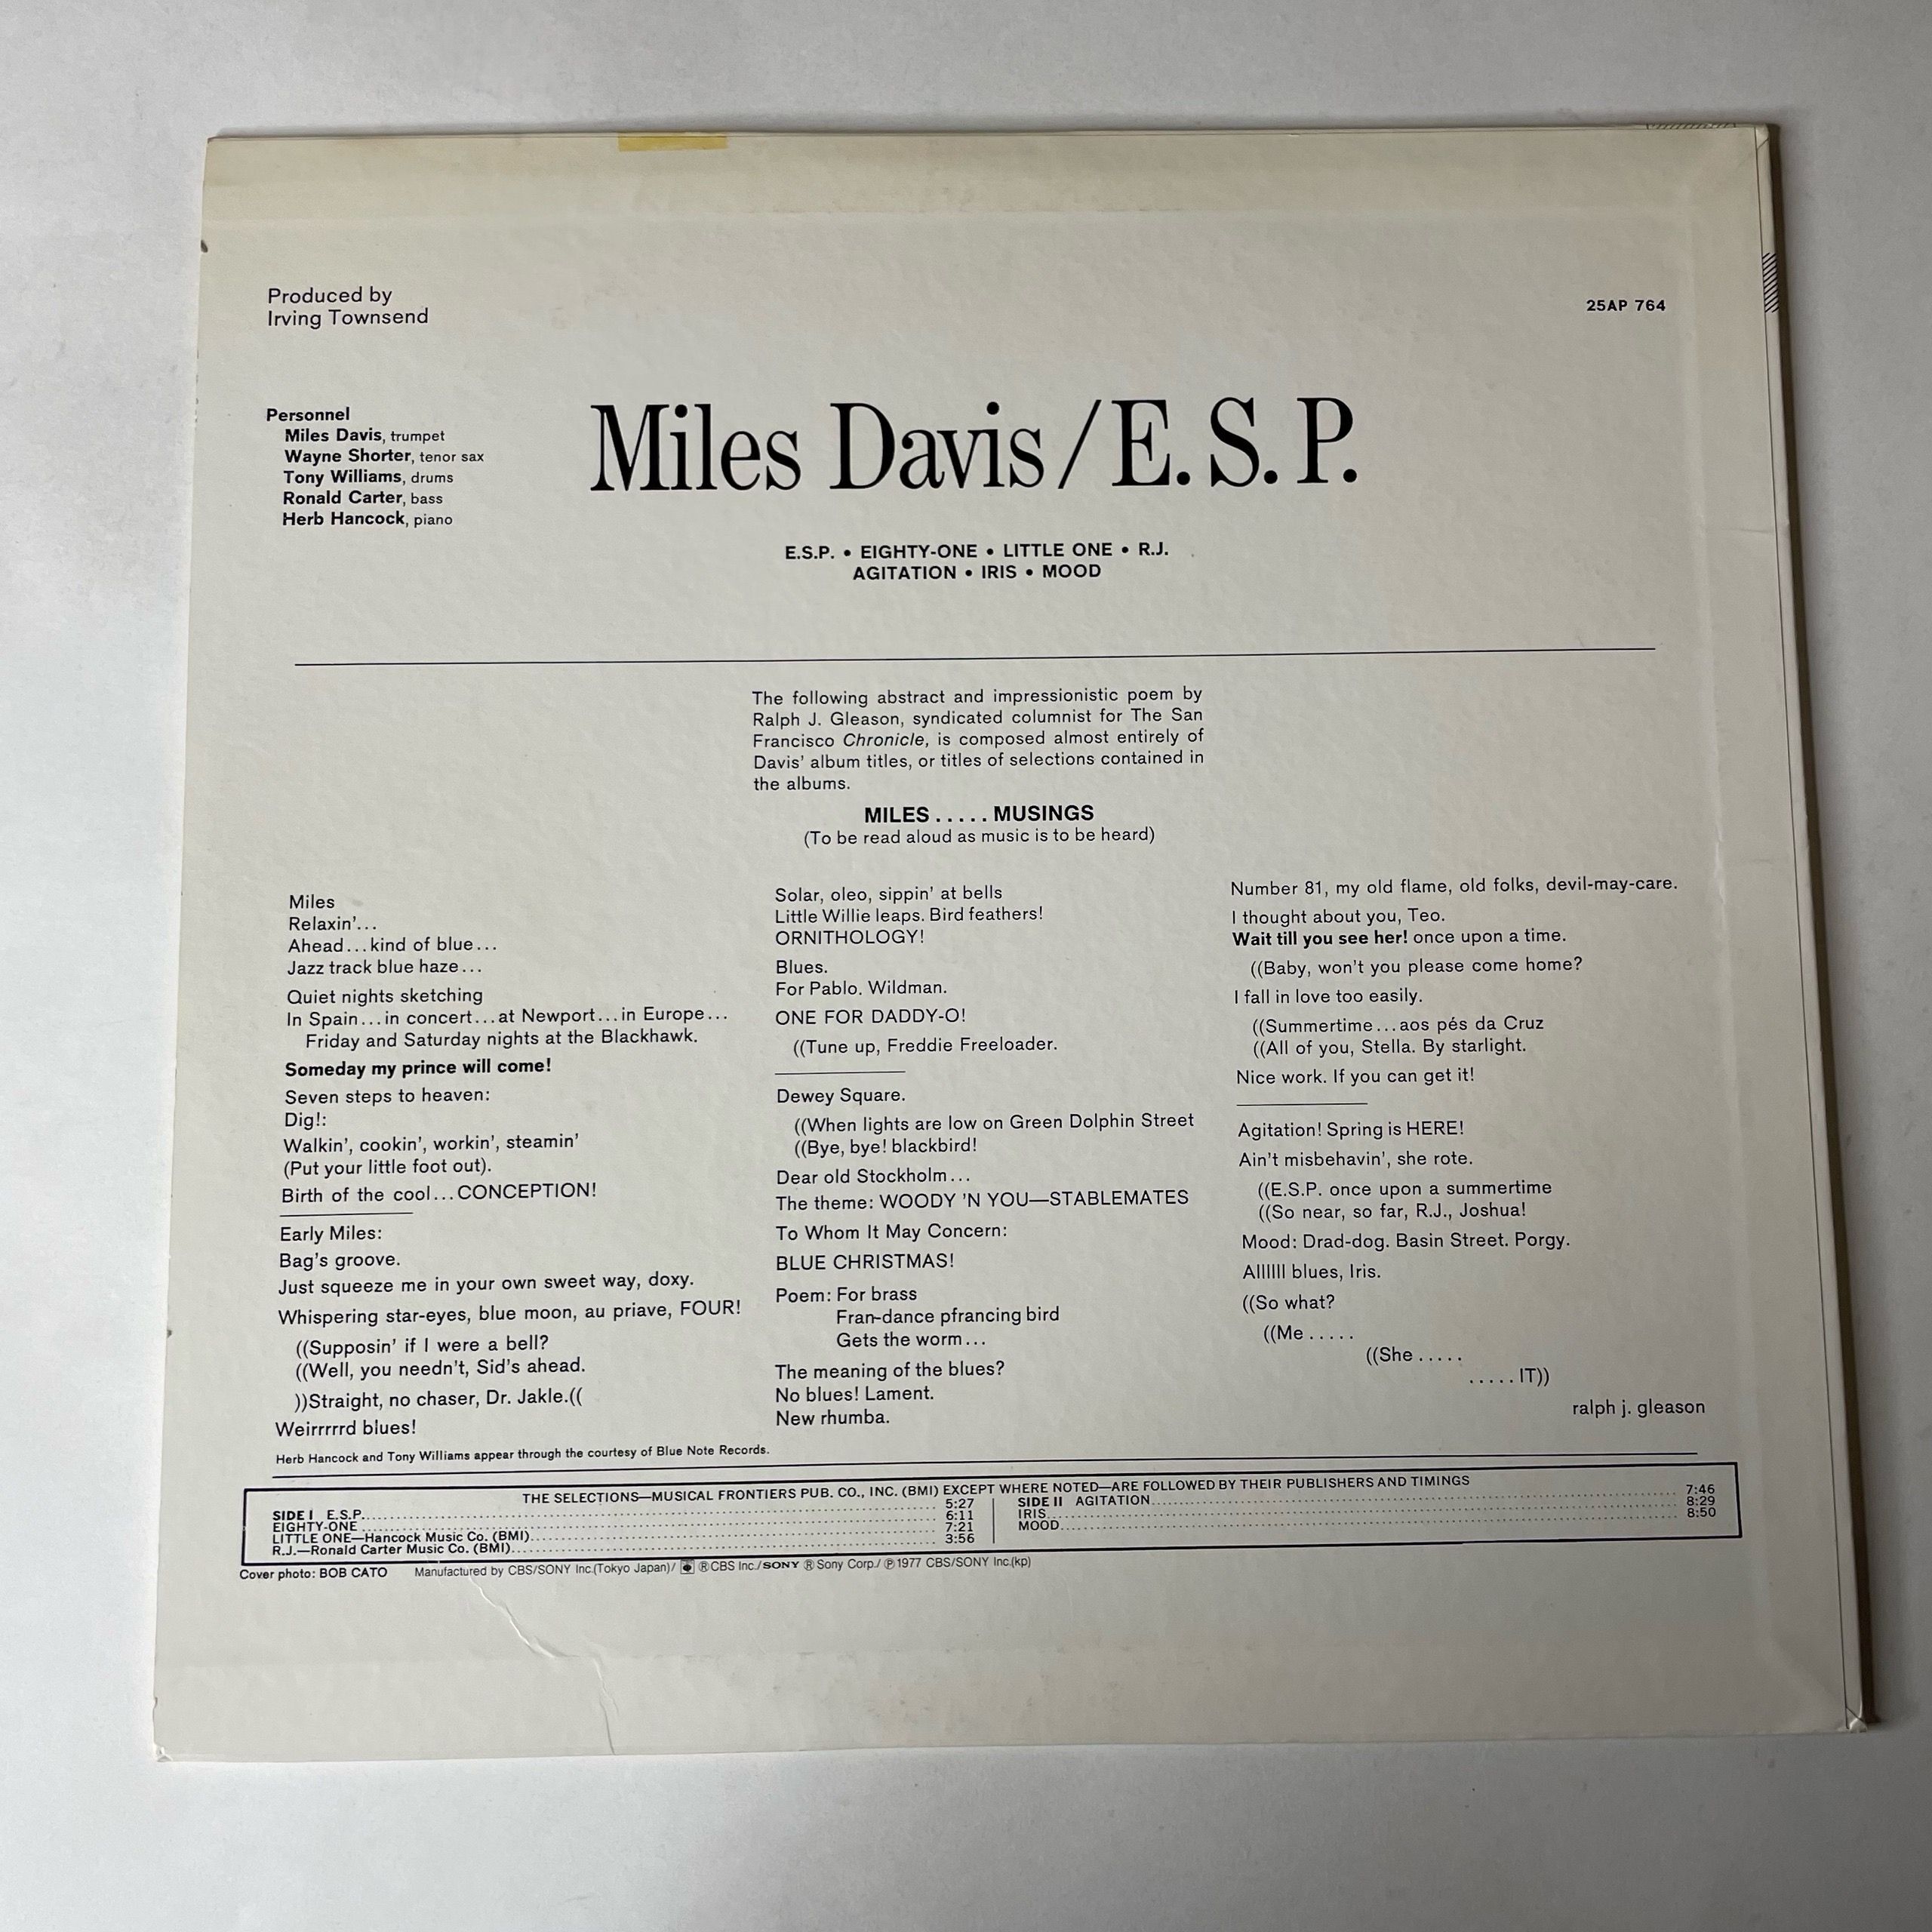 Produced by
Irving Townsend
25AP 764
Personnel
Miles Davis, trumpet
Wayne Shorter, tenor sax
Tony Williams, drums
Ronald Carter, bass
Herb Hancock, piano
Miles Davis/E.S.P.
E.S.P. • EIGHTY-ONE • LITTLE ONE • R.J.
AGITATION • IRIS • MOOD
The following abstract and impressionistic poem by
Ralph J. Gleason, syndicated columnist for The San
Francisco Chronicle, is composed almost entirely of
Davis' album titles, or titles of selections contained in
the albums.
MILES ..... MUSINGS
(To be read aloud as music is to be heard)
Miles
Relaxin'...
Ahead...kind of blue...
Jazz track blue haze...
Quiet nights sketching
In Spain...in concert...at Newport...in Europe...
Friday and Saturday nights at the Blackhawk.
Someday my prince will come!
Seven steps to heaven:
Dig!:
Walkin', cookin', workin', steamin'
(Put your little foot out).
Birth of the cool...CONCEPTION!
Early Miles:
Bag's groove.
Just squeeze me in your own sweet way, doxy.
Whispering star-eyes, blue moon, au priave, FOUR!
((Supposin' if I were a bell?
((Well, you needn't, Sid's ahead.
))Straight, no chaser, Dr. Jakle.((
Weirrrrrd blues!
Solar, oleo, sippin' at bells
Little Willie leaps. Bird feathers!
ORNITHOLOGY!
Blues.
For Pablo. Wildman.
ONE FOR DADDY-O!
((Tune up, Freddie Freeloader.
Dewey Square.
((When lights are low on Green Dolphin Street
((Bye, bye! blackbird!
Dear old Stockholm...
The theme: WOODY 'N YOU—STABLEMATES
To Whom It May Concern:
BLUE CHRISTMAS!
Poem: For brass
Fran-dance pfrancing bird
Gets the worm...
The meaning of the blues?
No blues! Lament.
New rhumba.
Number 81, my old flame, old folks, devil-may-care.
I thought about you, Teo.
Wait till you see her! once upon a time.
((Baby, won't you please come home?
I fall in love too easily.
((Summertime...aos pés da Cruz
((All of you, Stella. By starlight.
Nice work. If you can get it!
Agitation! Spring is HERE!
Ain't misbehavin', she rote.
((E.S.P. once upon a summertime
((So near, so far, R.J., Joshua!
Mood: Drad-dog. Basin Street. Porgy.
Allllll blues, Iris.
((So what?
((Me .....
((She .....
..... IT))
ralph j. gleason
Herb Hancock and Tony Williams appear through the courtesy of Blue Note Records.
THE SELECTIONS—MUSICAL FRONTIERS PUB. CO., INC. (BMI) EXCEPT WHERE NOTED—ARE FOLLOWED BY THEIR PUBLISHERS AND TIMINGS
SIDE I E.S.P. 5:27
EIGHTY-ONE 6:11
LITTLE ONE—Hancock Music Co. (BMI) 7:21
R.J.—Ronald Carter Music Co. (BMI) 3:56
SIDE II AGITATION 7:46
IRIS 8:29
MOOD 8:50
Cover photo: BOB CATO Manufactured by CBS/SONY Inc.(Tokyo Japan)/ ®CBS Inc./SONY ® Sony Corp./ ℗1977 CBS/SONY Inc.(kp)